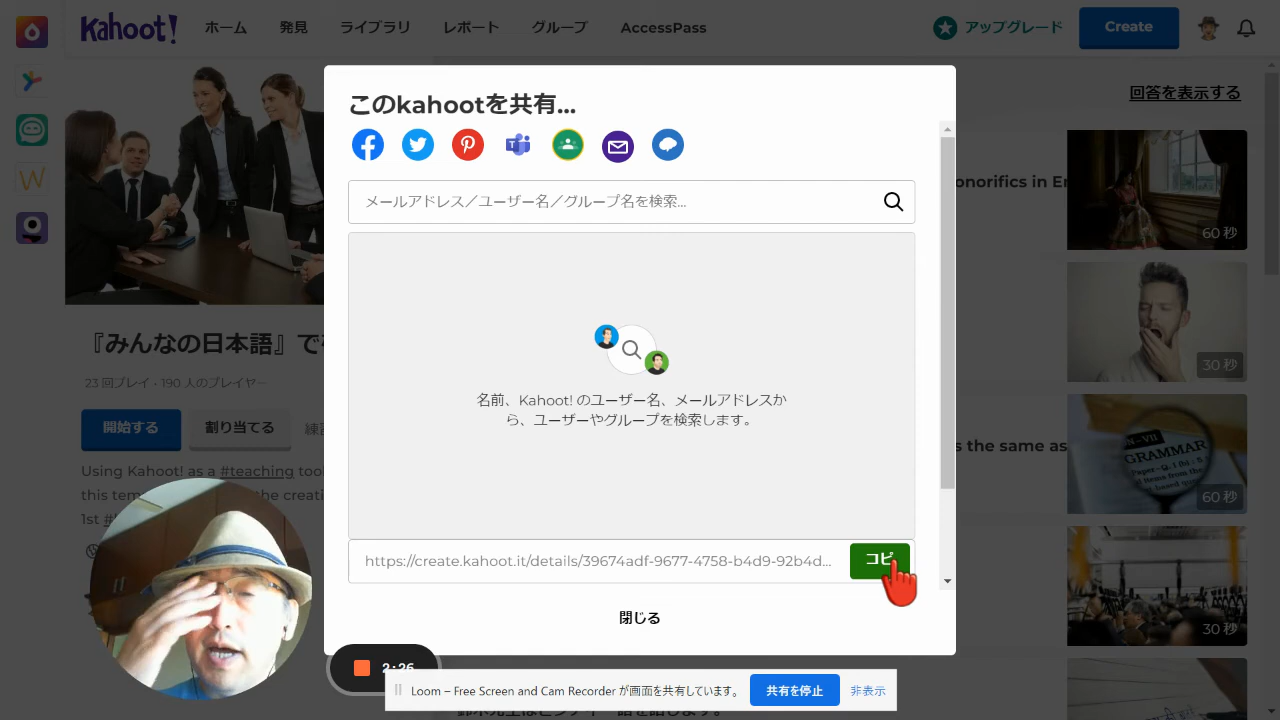 Kahoot!
ホーム
発見
ライブラリ
レポート
グループ
AccessPass
アップグレード
Create
このkahootを共有...
メールアドレス／ユーザー名／グループ名を検索...
名前、Kahoot! のユーザー名、メールアドレスか
ら、ユーザーやグループを検索します。
https://create.kahoot.it/details/39674adf-9677-4758-b4d9-92b4d...
コピ
閉じる
『みんなの日本語』で
23 回プレイ · 190 人のプレイヤー
開始する
割り当てる
練習
Using Kahoot! as a #teaching tool
this tem
the creati
1st
回答を表示する
onorifics in En
60 秒
30 秒
s the same as
GRAMMAR
60 秒
30 秒
2:26
Loom – Free Screen and Cam Recorder が画面を共有しています。
共有を停止
非表示